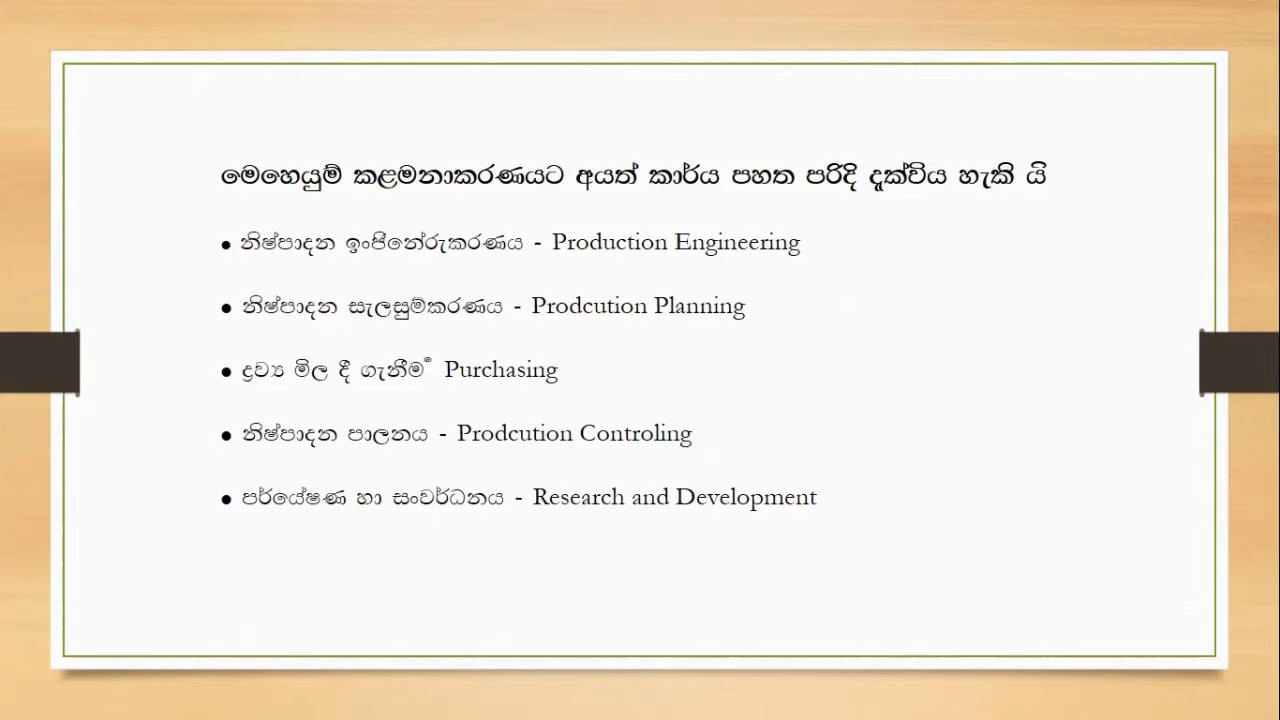 මෙහෙයුම් කළමනාකරණයට අයත් කාර්ය පහත පරිදි දැක්විය හැකි යි
• නිෂ්පාදන ඉංජිනේරුකරණය - Production Engineering
• නිෂ්පාදන සැලසුම්කරණය - Prodcution Planning
• ද්‍රව්‍ය මිල දී ගැනීම Purchasing
• නිෂ්පාදන පාලනය - Prodcution Controling
• පර්යේෂණ හා සංවර්ධනය - Research and Development